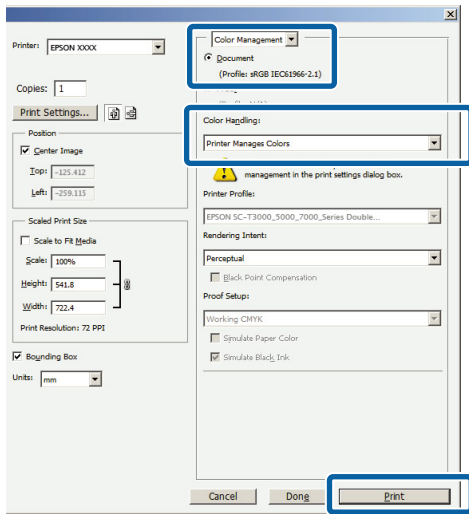 Printer: EPSON XXXX
Copies: 1
Print Settings...
Position
Center Image
Top: -125.412
Left: -259.115
Scaled Print Size
Scale to Fit Media
Scale: 100%
Height: 541.8
Width: 722.4
Print Resolution: 72 PPI
Bounding Box
Units: mm
Color Management
Document
(Profile: sRGB IEC61966-2.1)
Color Handling:
Printer Manages Colors
management in the print settings dialog box.
Printer Profile:
EPSON SC-T3000_5000_7000_Series Double...
Rendering Intent:
Perceptual
Black Point Compensation
Proof Setup:
Working CMYK
Simulate Paper Color
Simulate Black Ink
Cancel Done Print